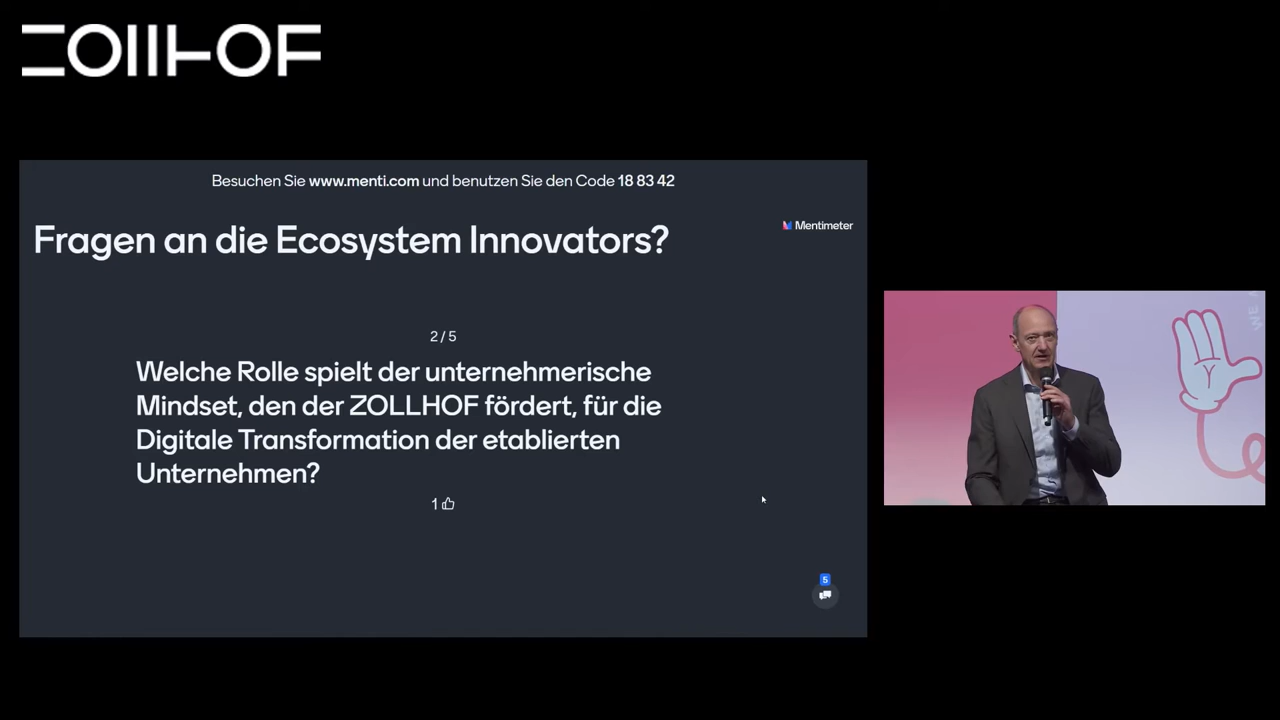 ZOLLHOF
Besuchen Sie www.menti.com und benutzen Sie den Code 18 83 42
Fragen an die Ecosystem Innovators?
Mentimeter
2 / 5
Welche Rolle spielt der unternehmerische
Mindset, den der ZOLLHOF fördert, für die
Digitale Transformation der etablierten
Unternehmen?
1
5